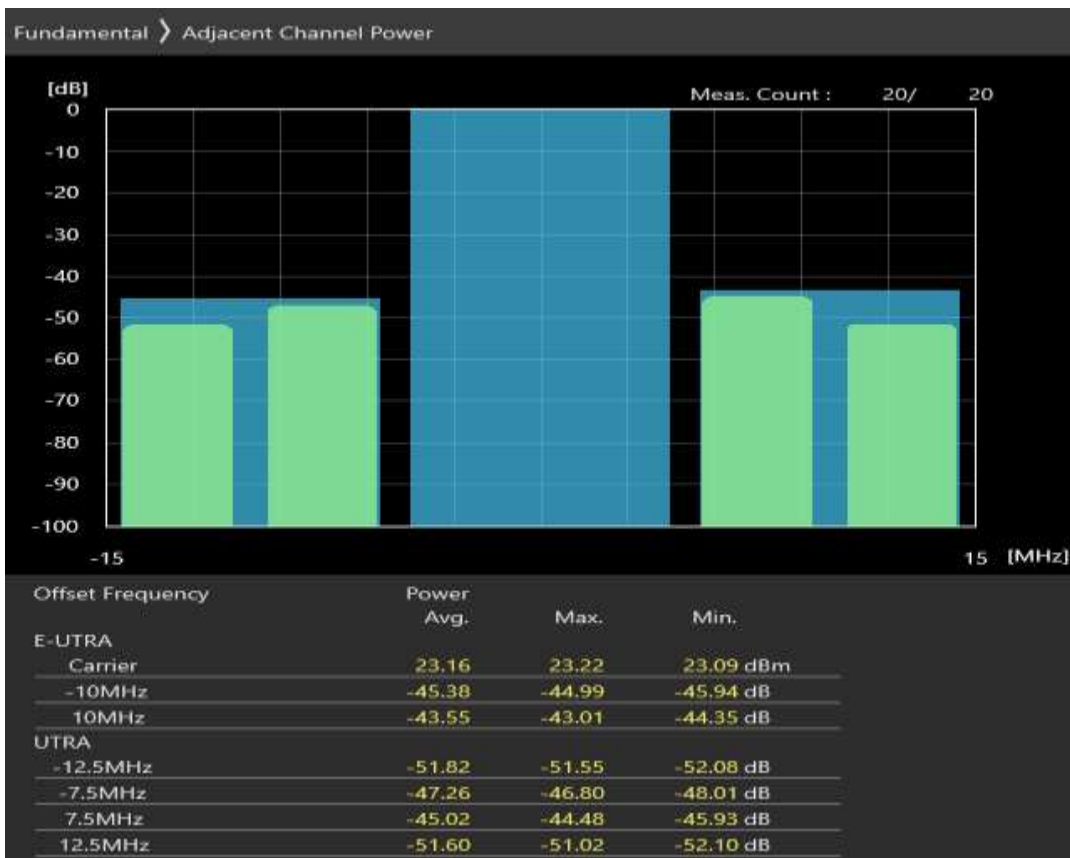 Fundamental ❯ Adjacent Channel Power
[dB]
Meas. Count : 20/ 20
0
-10
-20
-30
-40
-50
-60
-70
-80
-90
-100
-15 15 [MHz]
Offset Frequency Power
Avg. Max. Min.
E-UTRA
Carrier 23.16 23.22 23.09 dBm
-10MHz -45.38 -44.99 -45.94 dB
10MHz -43.55 -43.01 -44.35 dB
UTRA
-12.5MHz -51.82 -51.55 -52.08 dB
-7.5MHz -47.26 -46.80 -48.01 dB
7.5MHz -45.02 -44.48 -45.93 dB
12.5MHz -51.60 -51.02 -52.10 dB